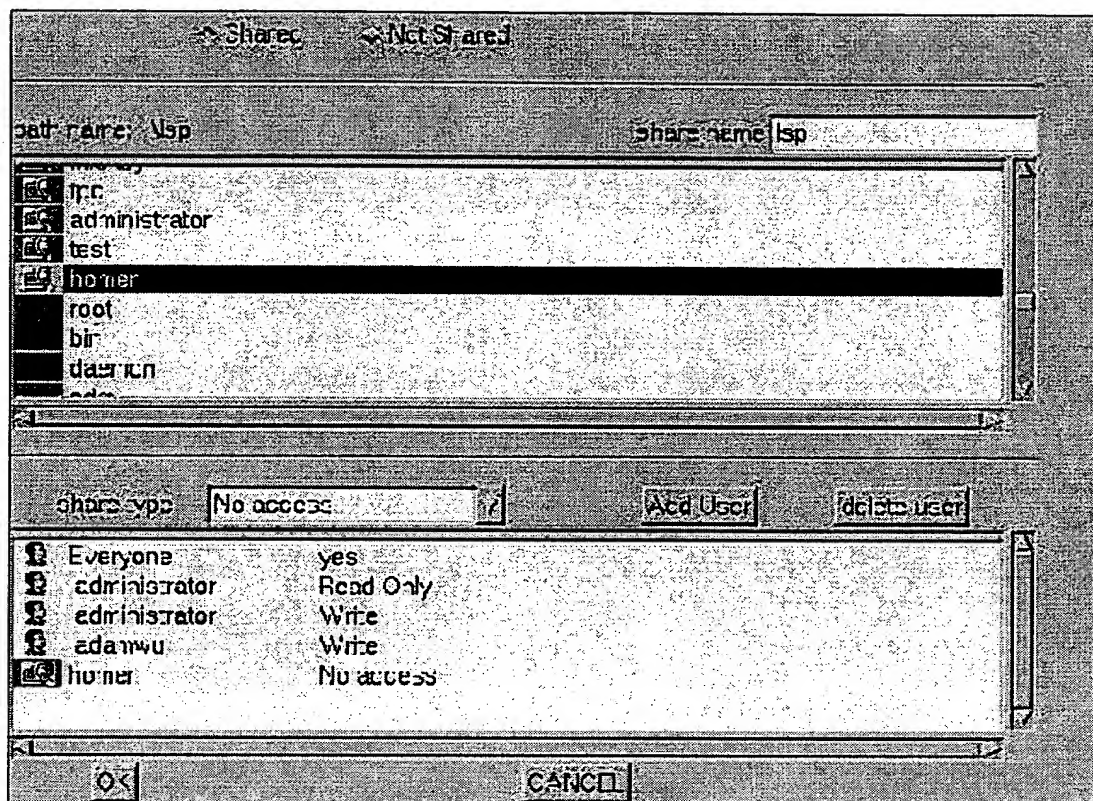 Shared Not Shared
path name: \lsp share name lsp
administrator
test
homer
root
bin
daemon
adm
share type No access Add User delete user
Everyone yes
administrator Read Only
administrator Write
adamwu Write
homer No access
OK CANCEL